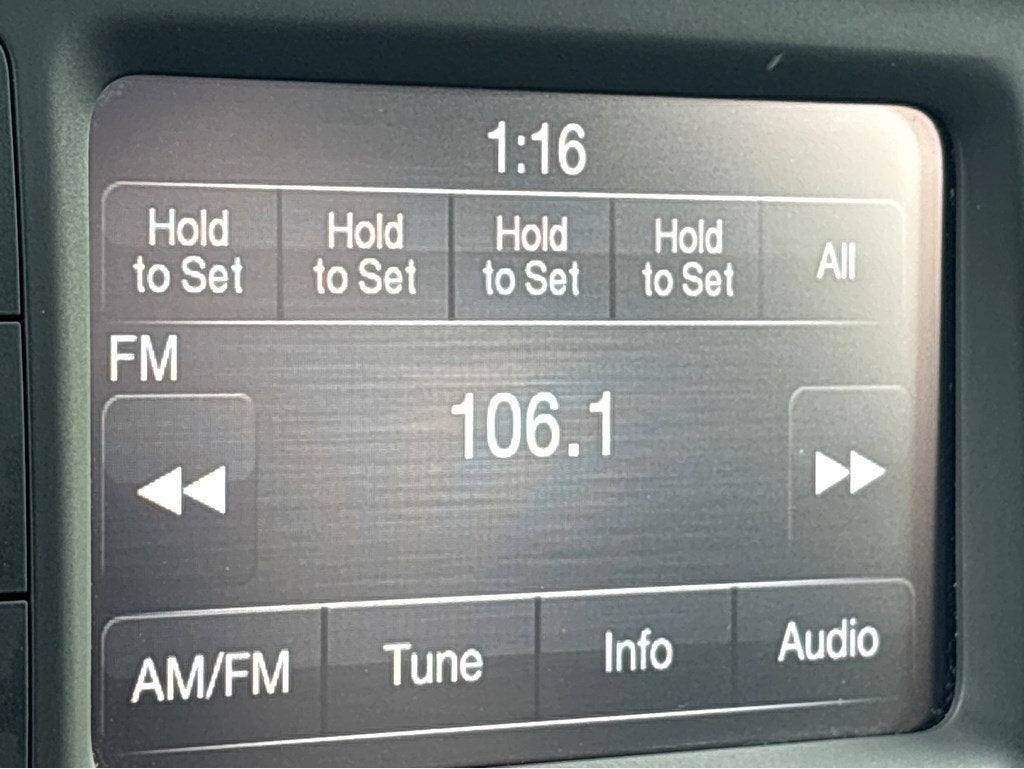 1:16
Hold
to Set
Hold
to Set
Hold
to Set
Hold
to Set
All
FM
106.1
AM/FM
Tune
Info
Audio